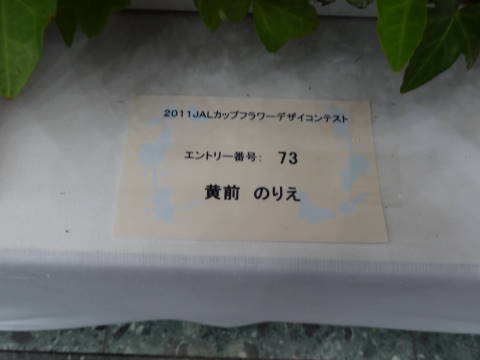 2011JALカップフラワーデザイコンテスト
エントリー番号: 73
黄前 のりえ